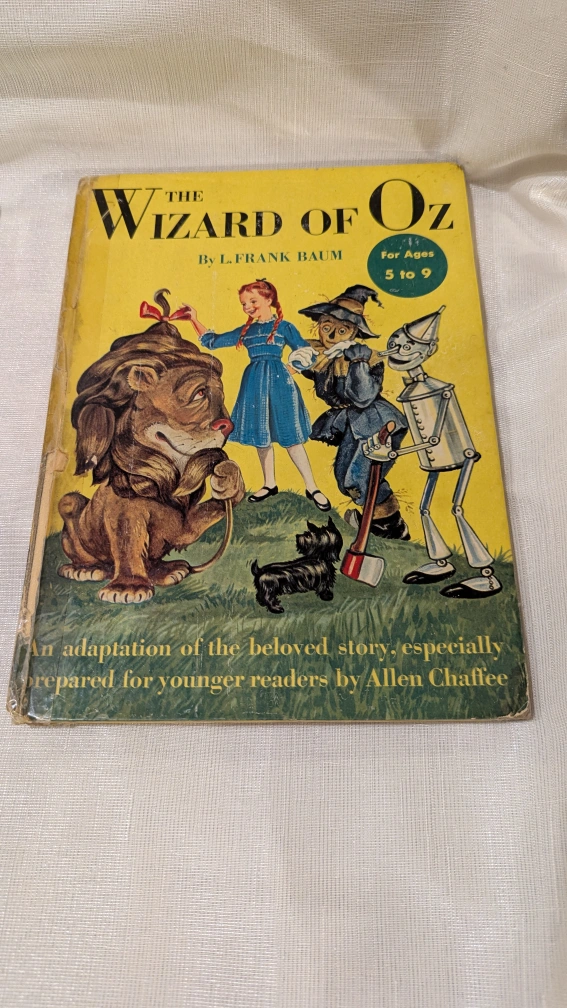 THE
WIZARD OF OZ
By L. FRANK BAUM
For Ages
5 to 9
An adaptation of the beloved story, especially
prepared for younger readers by Allen Chaffee